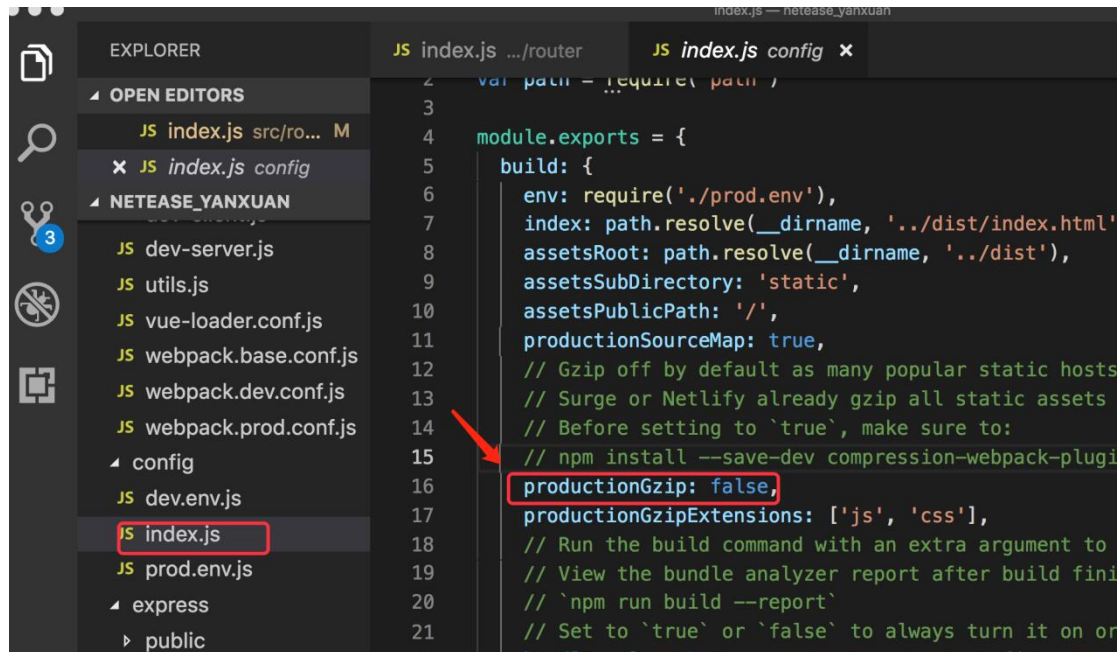 index.js — netease_yanxuan
EXPLORER
OPEN EDITORS
JS index.js src/ro... M
JS index.js config
NETEASE_YANXUAN
3
JS dev-server.js
JS utils.js
JS vue-loader.conf.js
JS webpack.base.conf.js
JS webpack.dev.conf.js
JS webpack.prod.conf.js
config
JS dev.env.js
JS index.js
JS prod.env.js
express
public
JS index.js .../router
JS index.js config
2 var path = require('path')
3
4 module.exports = {
5 build: {
6 env: require('./prod.env'),
7 index: path.resolve(__dirname, '../dist/index.html'
8 assetsRoot: path.resolve(__dirname, '../dist'),
9 assetsSubDirectory: 'static',
10 assetsPublicPath: '/',
11 productionSourceMap: true,
12 // Gzip off by default as many popular static hosts
13 // Surge or Netlify already gzip all static assets
14 // Before setting to `true`, make sure to:
15 // npm install --save-dev compression-webpack-plugi
16 productionGzip: false,
17 productionGzipExtensions: ['js', 'css'],
18 // Run the build command with an extra argument to
19 // View the bundle analyzer report after build fini
20 // `npm run build --report`
21 // Set to `true` or `false` to always turn it on or